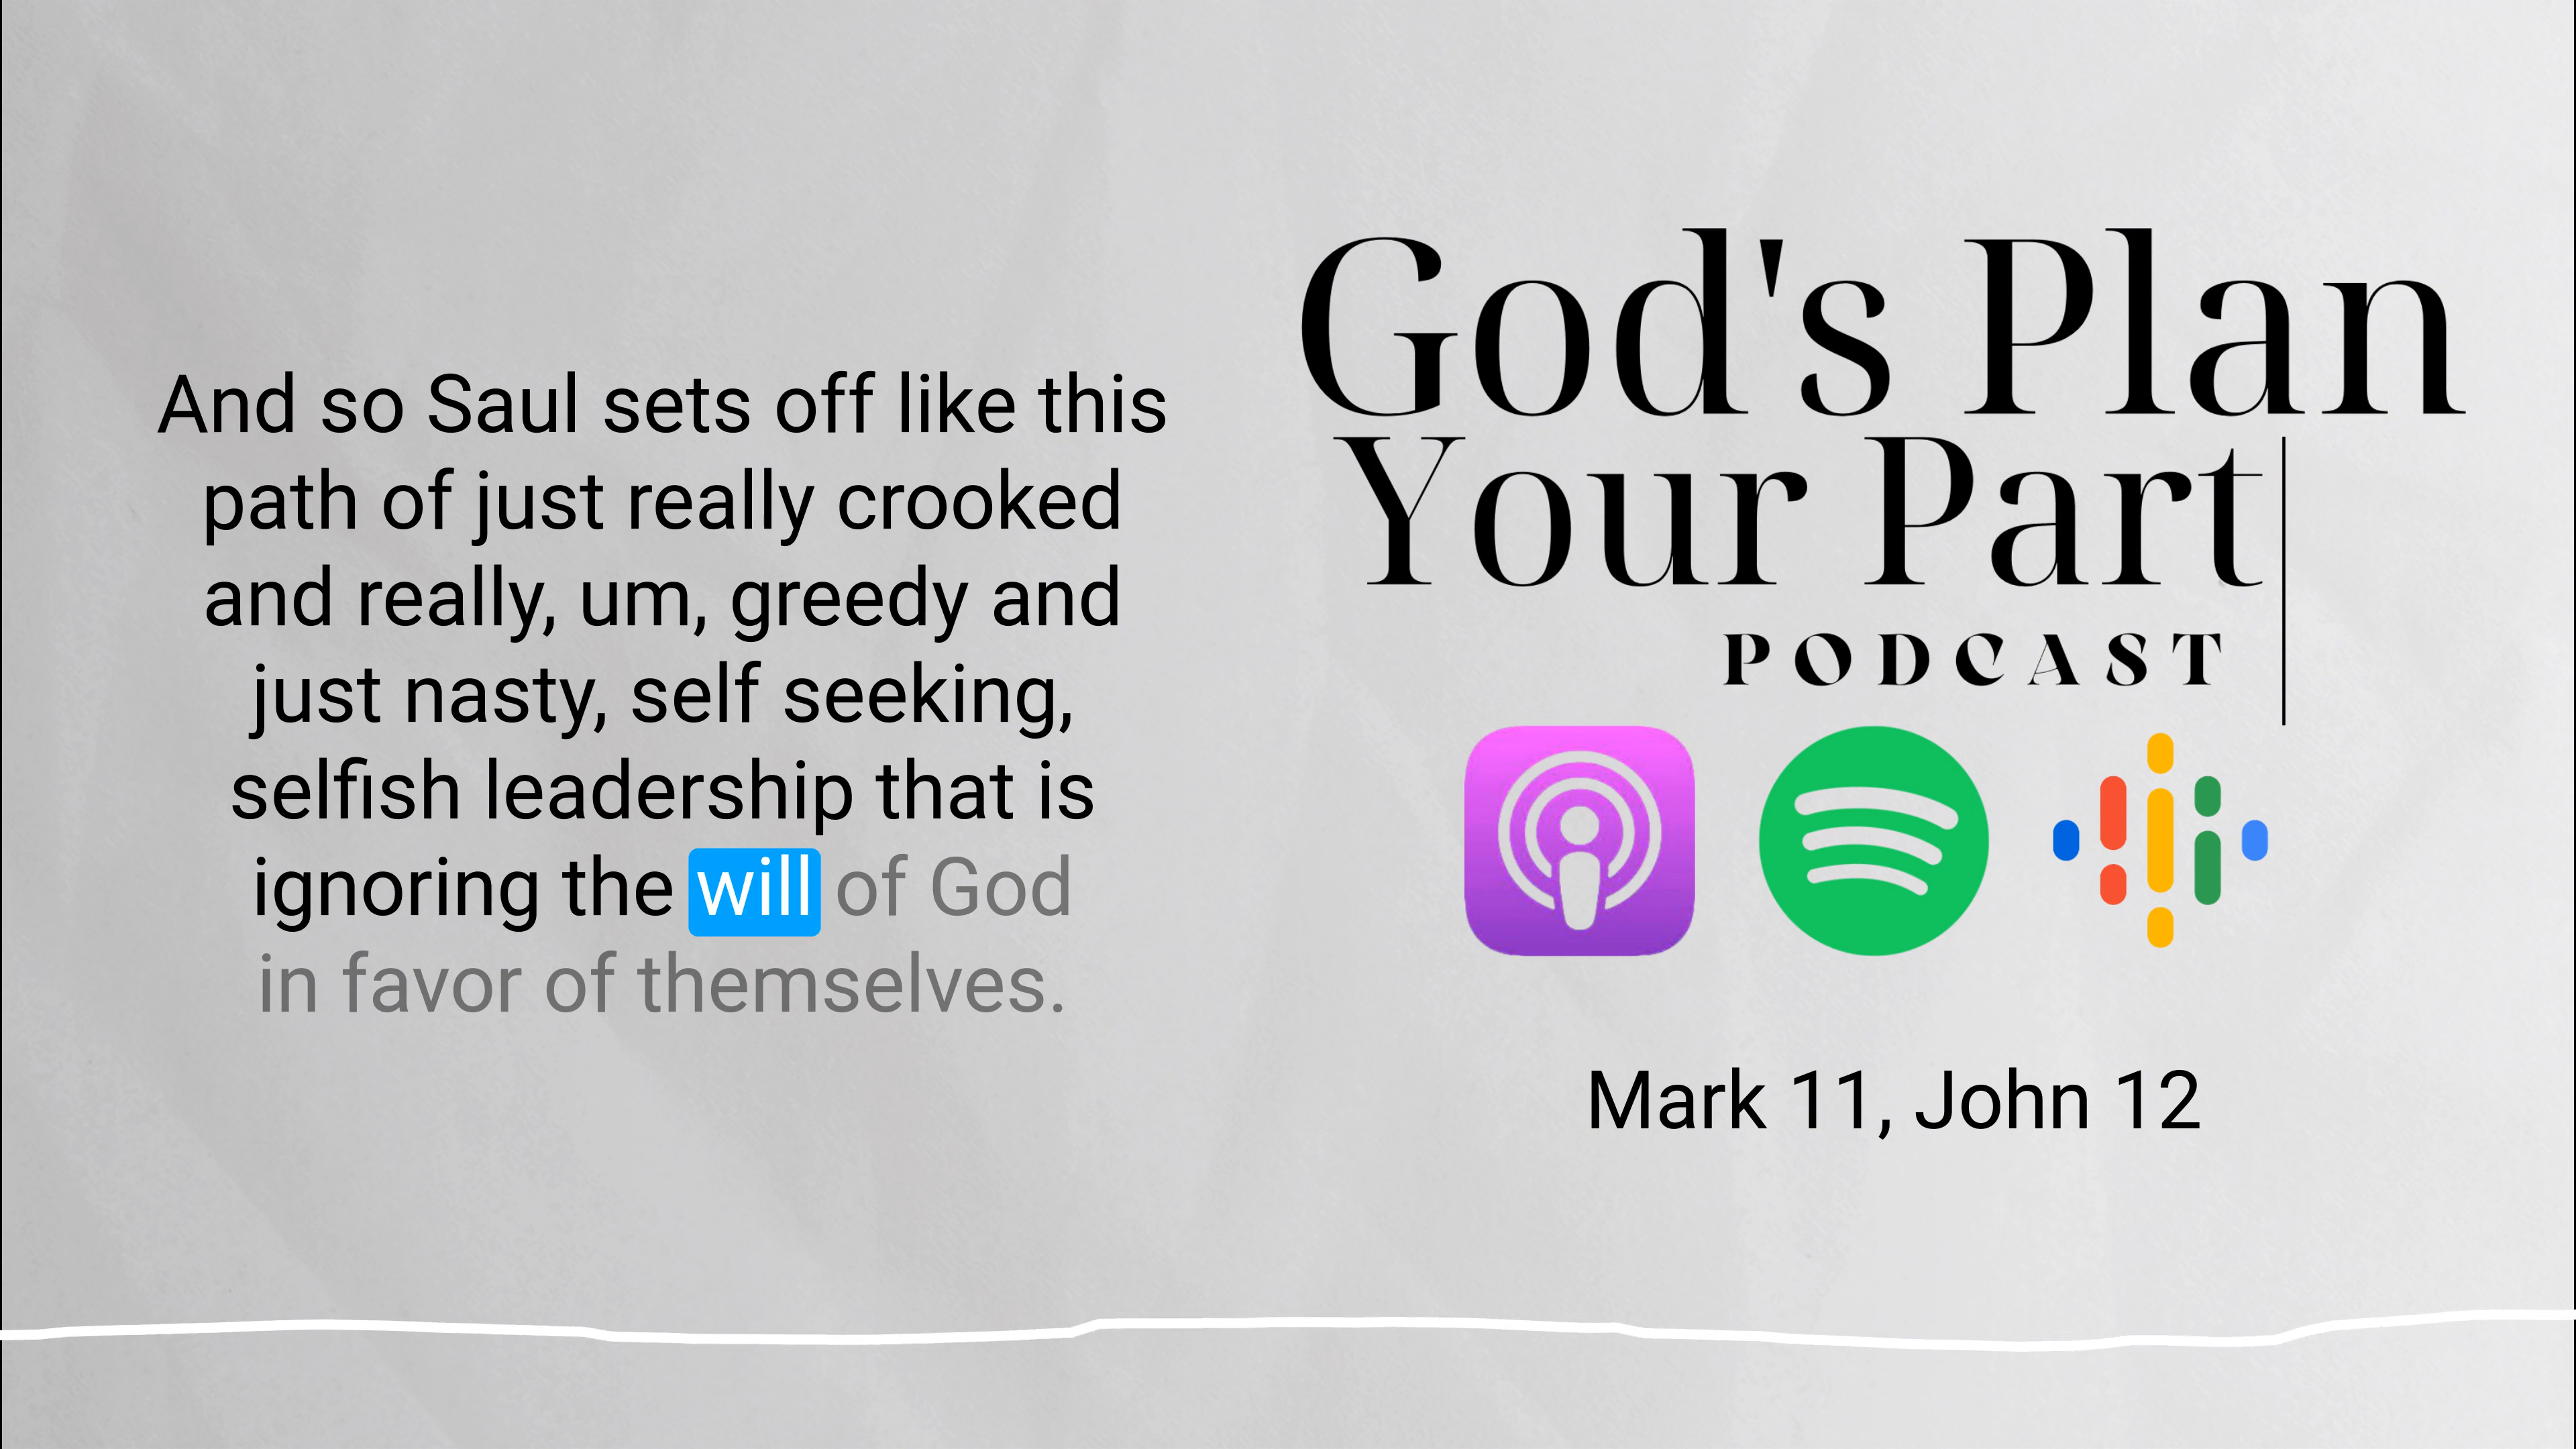 And so Saul sets off like this
path of just really crooked
and really, um, greedy and
just nasty, self seeking,
selfish leadership that is
ignoring the will of God
in favor of themselves.
God's Plan
Your Part
PODCAST
Mark 11, John 12